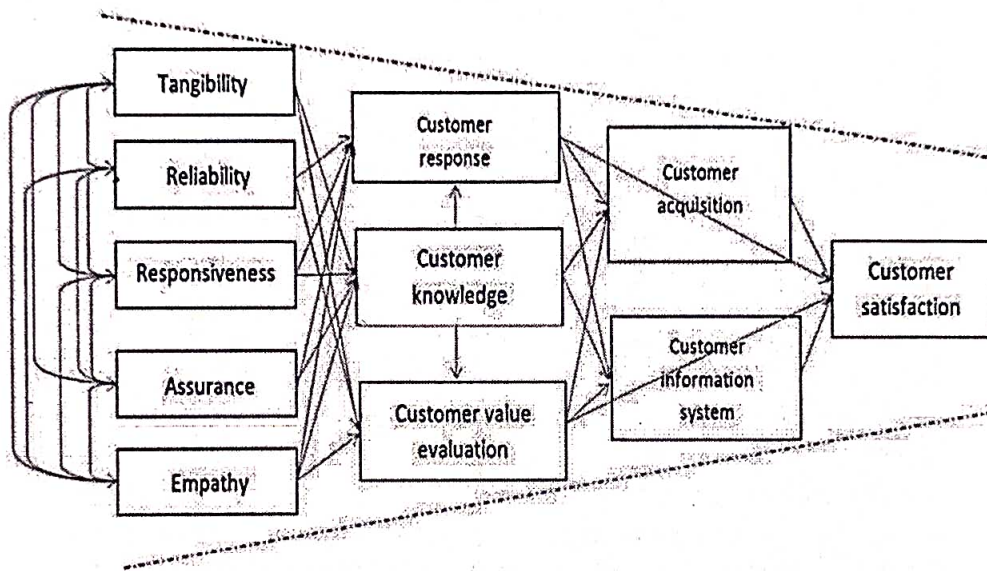 Tangibility
Reliability
Responsiveness
Assurance
Empathy
Customer
response
Customer
knowledge
Customer value
evaluation
Customer
acquisition
Customer
information
system
Customer
satisfaction